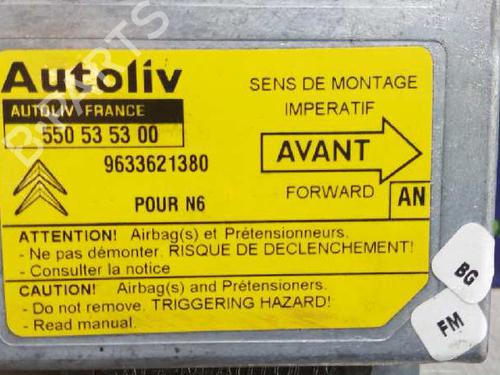 Autoliv
AUTOLIV FRANCE
550 53 53 00
9633621380
POUR N6
SENS DE MONTAGE
IMPERATIF
AVANT
FORWARD
AN
ATTENTION! Airbag(s) et Prétensionneurs.
- Ne pas démonter. RISQUE DE DECLENCHEMENT!
- Consulter la notice
CAUTION! Airbag(s) and Prétensioners.
- Do not remove. TRIGGERING HAZARD!
- Read manual.
BG
FM
B-PARTS